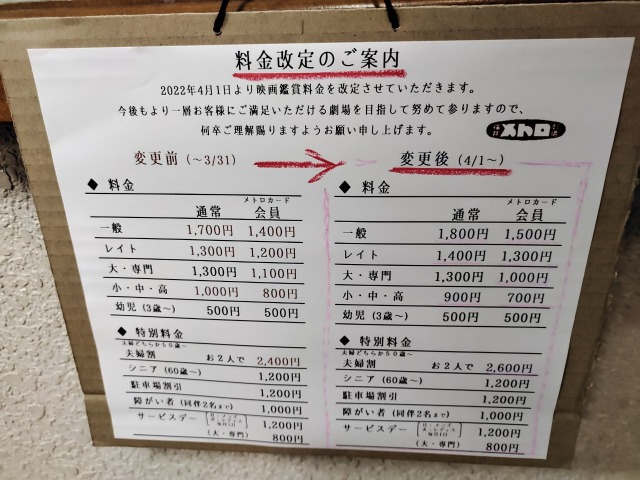 料金改定のご案内
2022年4月1日より映画鑑賞料金を改定させていただきます。
今後もより一層お客様にご満足いただける劇場を目指して努めて参りますので、
何卒ご理解賜りますようお願い申し上げます。
メトロ
変更前(～3/31)
◆ 料金
メトロカード
通常 会員
一般 1,700円 1,400円
レイト 1,300円 1,200円
大・専門 1,300円 1,100円
小・中・高 1,000円 800円
幼児(3歳～) 500円 500円
◆ 特別料金
夫婦どちらか50歳～
夫婦割 お2人で 2,400円
シニア(60歳～) 1,200円
駐車場割引 1,200円
障がい者(同伴2名まで) 1,000円
サービスデー 1,200円
(大・専門) 800円
変更後(4/1～)
◆ 料金
メトロカード
通常 会員
一般 1,800円 1,500円
レイト 1,400円 1,300円
大・専門 1,300円 1,000円
小・中・高 900円 700円
幼児(3歳～) 500円 500円
◆ 特別料金
夫婦どちらか50歳～
夫婦割 お2人で 2,600円
シニア(60歳～) 1,200円
駐車場割引 1,200円
障がい者(同伴2名まで) 1,000円
サービスデー 1,200円
(大・専門) 800円